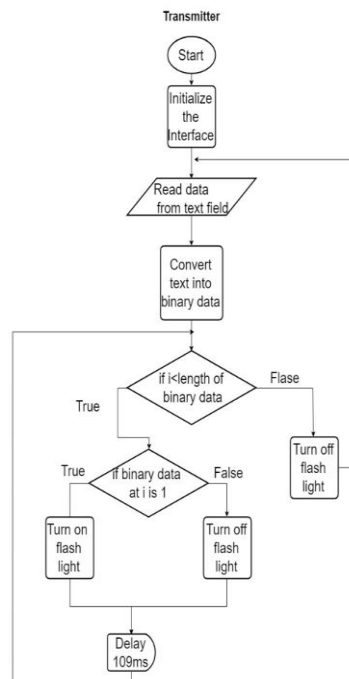 Transmitter
Start
Initialize
the
Interface
Read data
from text field
Convert
text into
binary data
if i<length of
binary data
Flase
True
Turn off
flash
light
True
if binary data
at i is 1
False
Turn on
flash
light
Turn off
flash
light
Delay
109ms